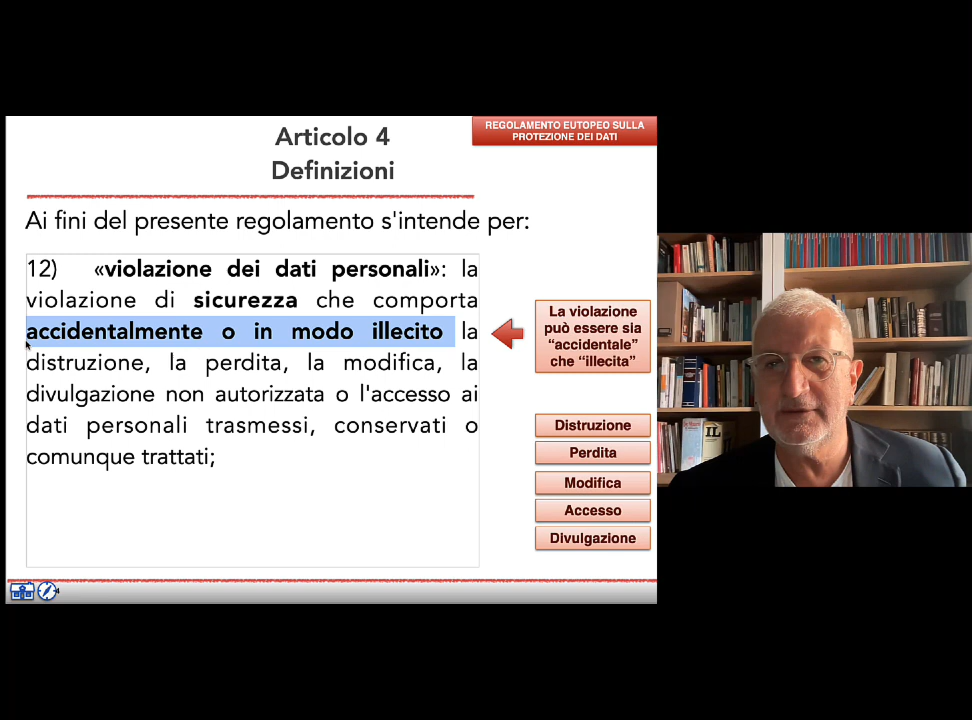 Articolo 4
Definizioni
REGOLAMENTO EUTOPEO SULLA
PROTEZIONE DEI DATI
Ai fini del presente regolamento s'intende per:
12) «violazione dei dati personali»: la
violazione di sicurezza che comporta
accidentalmente o in modo illecito la
distruzione, la perdita, la modifica, la
divulgazione non autorizzata o l'accesso ai
dati personali trasmessi, conservati o
comunque trattati;
La violazione
può essere sia
“accidentale”
che “illecita”
Distruzione
Perdita
Modifica
Accesso
Divulgazione